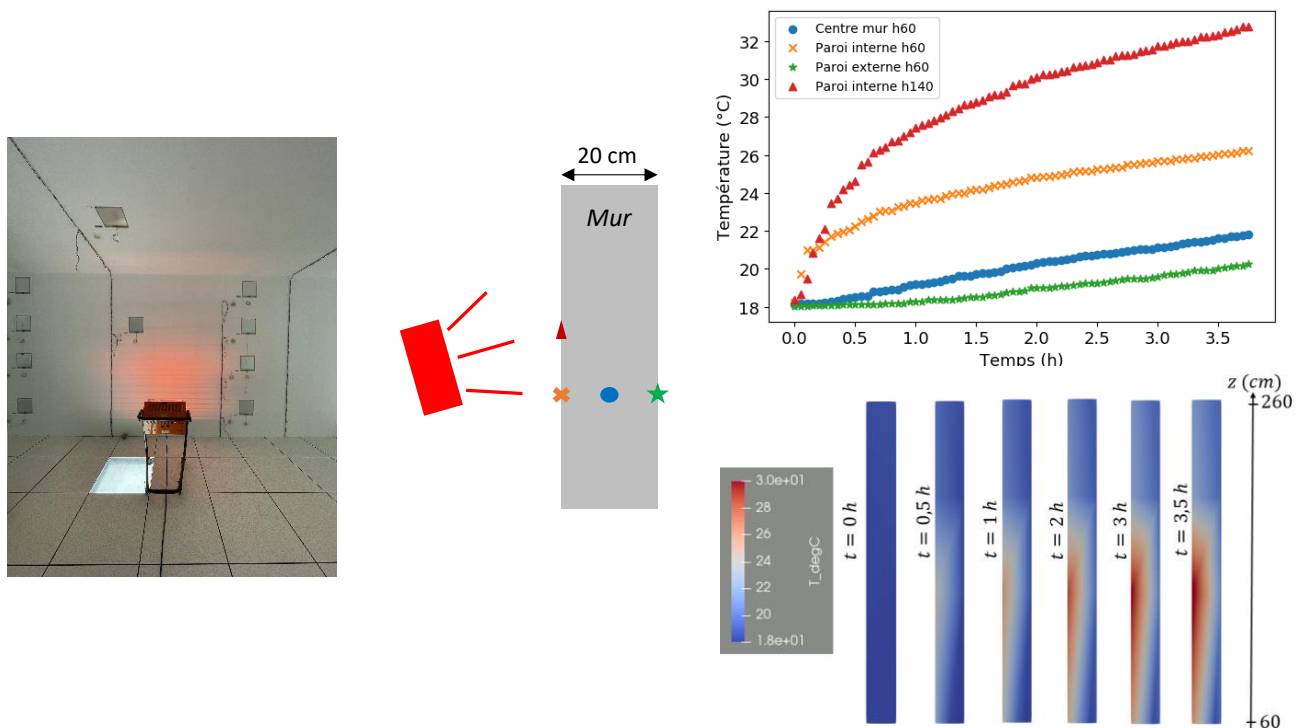 20 cm
Mur
Température (°C)
32
30
28
26
24
22
20
18
Centre mur h60
Paroi interne h60
Paroi externe h60
Paroi interne h140
0.0 0.5 1.0 1.5 2.0 2.5 3.0 3.5
Temps (h)
3.0e+01
28
26
24
22
20
1.8e+01
T_degC
t = 0 h
t = 0,5 h
t = 1 h
t = 2 h
t = 3 h
t = 3,5 h
z (cm)
260
60